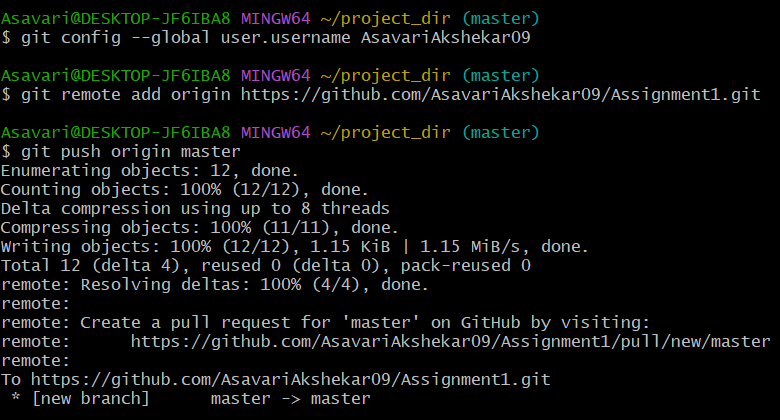 Asavari@DESKTOP-JF6IBA8 MINGW64 ~/project_dir (master)
$ git config --global user.username AsavariAkshekar09
Asavari@DESKTOP-JF6IBA8 MINGW64 ~/project_dir (master)
$ git remote add origin https://github.com/AsavariAkshekar09/Assignment1.git
Asavari@DESKTOP-JF6IBA8 MINGW64 ~/project_dir (master)
$ git push origin master
Enumerating objects: 12, done.
Counting objects: 100% (12/12), done.
Delta compression using up to 8 threads
Compressing objects: 100% (11/11), done.
Writing objects: 100% (12/12), 1.15 KiB | 1.15 MiB/s, done.
Total 12 (delta 4), reused 0 (delta 0), pack-reused 0
remote: Resolving deltas: 100% (4/4), done.
remote:
remote: Create a pull request for 'master' on GitHub by visiting:
remote:      https://github.com/AsavariAkshekar09/Assignment1/pull/new/master
remote:
To https://github.com/AsavariAkshekar09/Assignment1.git
 * [new branch]      master -> master